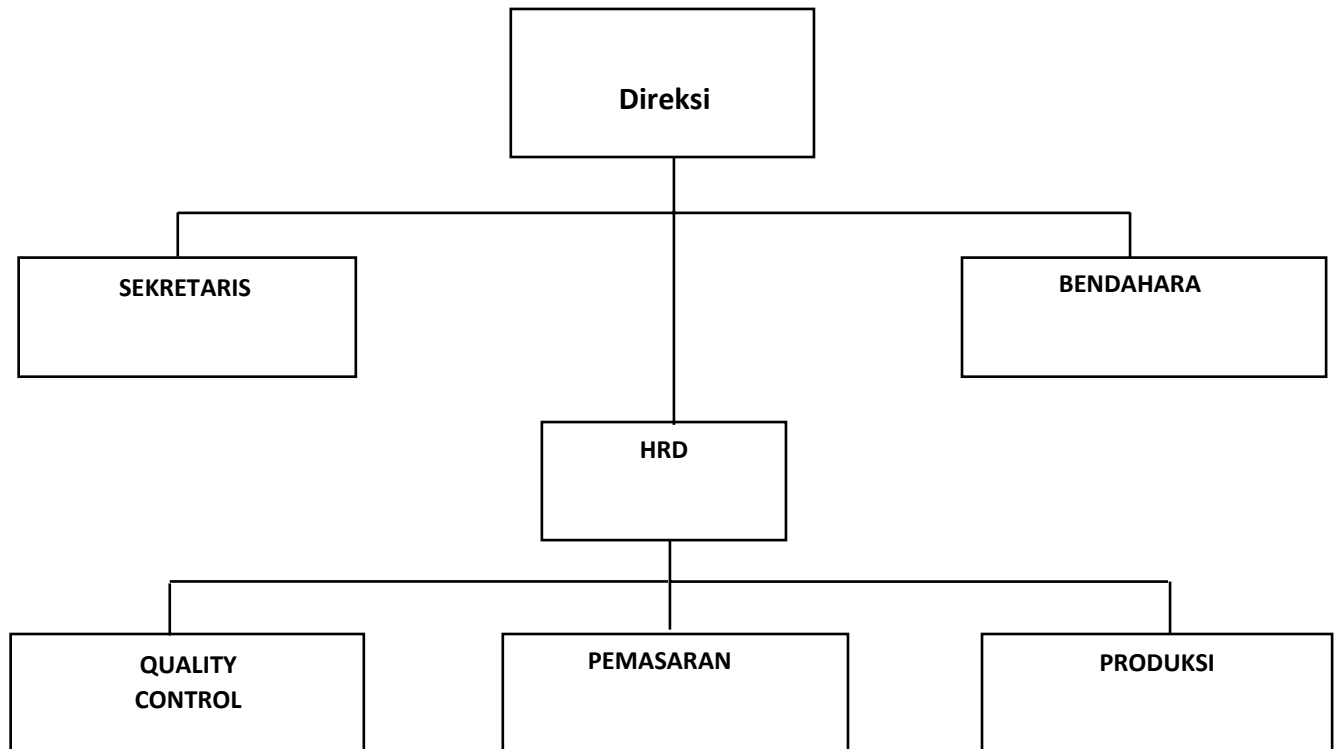 Direksi
SEKRETARIS
BENDAHARA
HRD
QUALITY
CONTROL
PEMASARAN
PRODUKSI